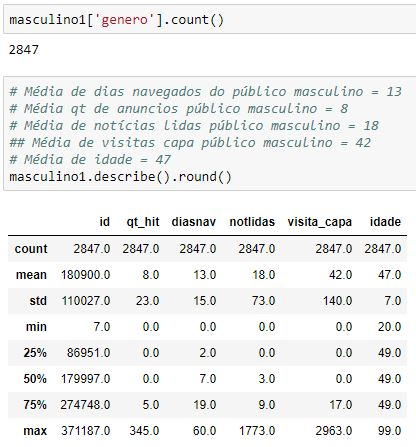 masculino1['genero'].count()
2847
# Média de dias navegados do público masculino = 13
# Média qt de anuncios público masculino = 8
# Média de notícias lidas público masculino = 18
## Média de visitas capa público masculino = 42
# Média de idade = 47
masculino1.describe().round()
id qt_hit diasnav notlidas visita_capa idade
count 2847.0 2847.0 2847.0 2847.0 2847.0 2847.0
mean 180900.0 8.0 13.0 18.0 42.0 47.0
std 110027.0 23.0 15.0 73.0 140.0 7.0
min 7.0 0.0 0.0 0.0 0.0 20.0
25% 86951.0 0.0 2.0 0.0 0.0 49.0
50% 179997.0 0.0 7.0 3.0 0.0 49.0
75% 274748.0 5.0 19.0 9.0 17.0 49.0
max 371187.0 345.0 60.0 1773.0 2963.0 99.0